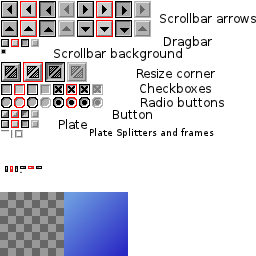 Scrollbar arrows
Dragbar
Scrollbar background
Resize corner
Checkboxes
Radio buttons
Button
Plate
Plate Splitters and frames